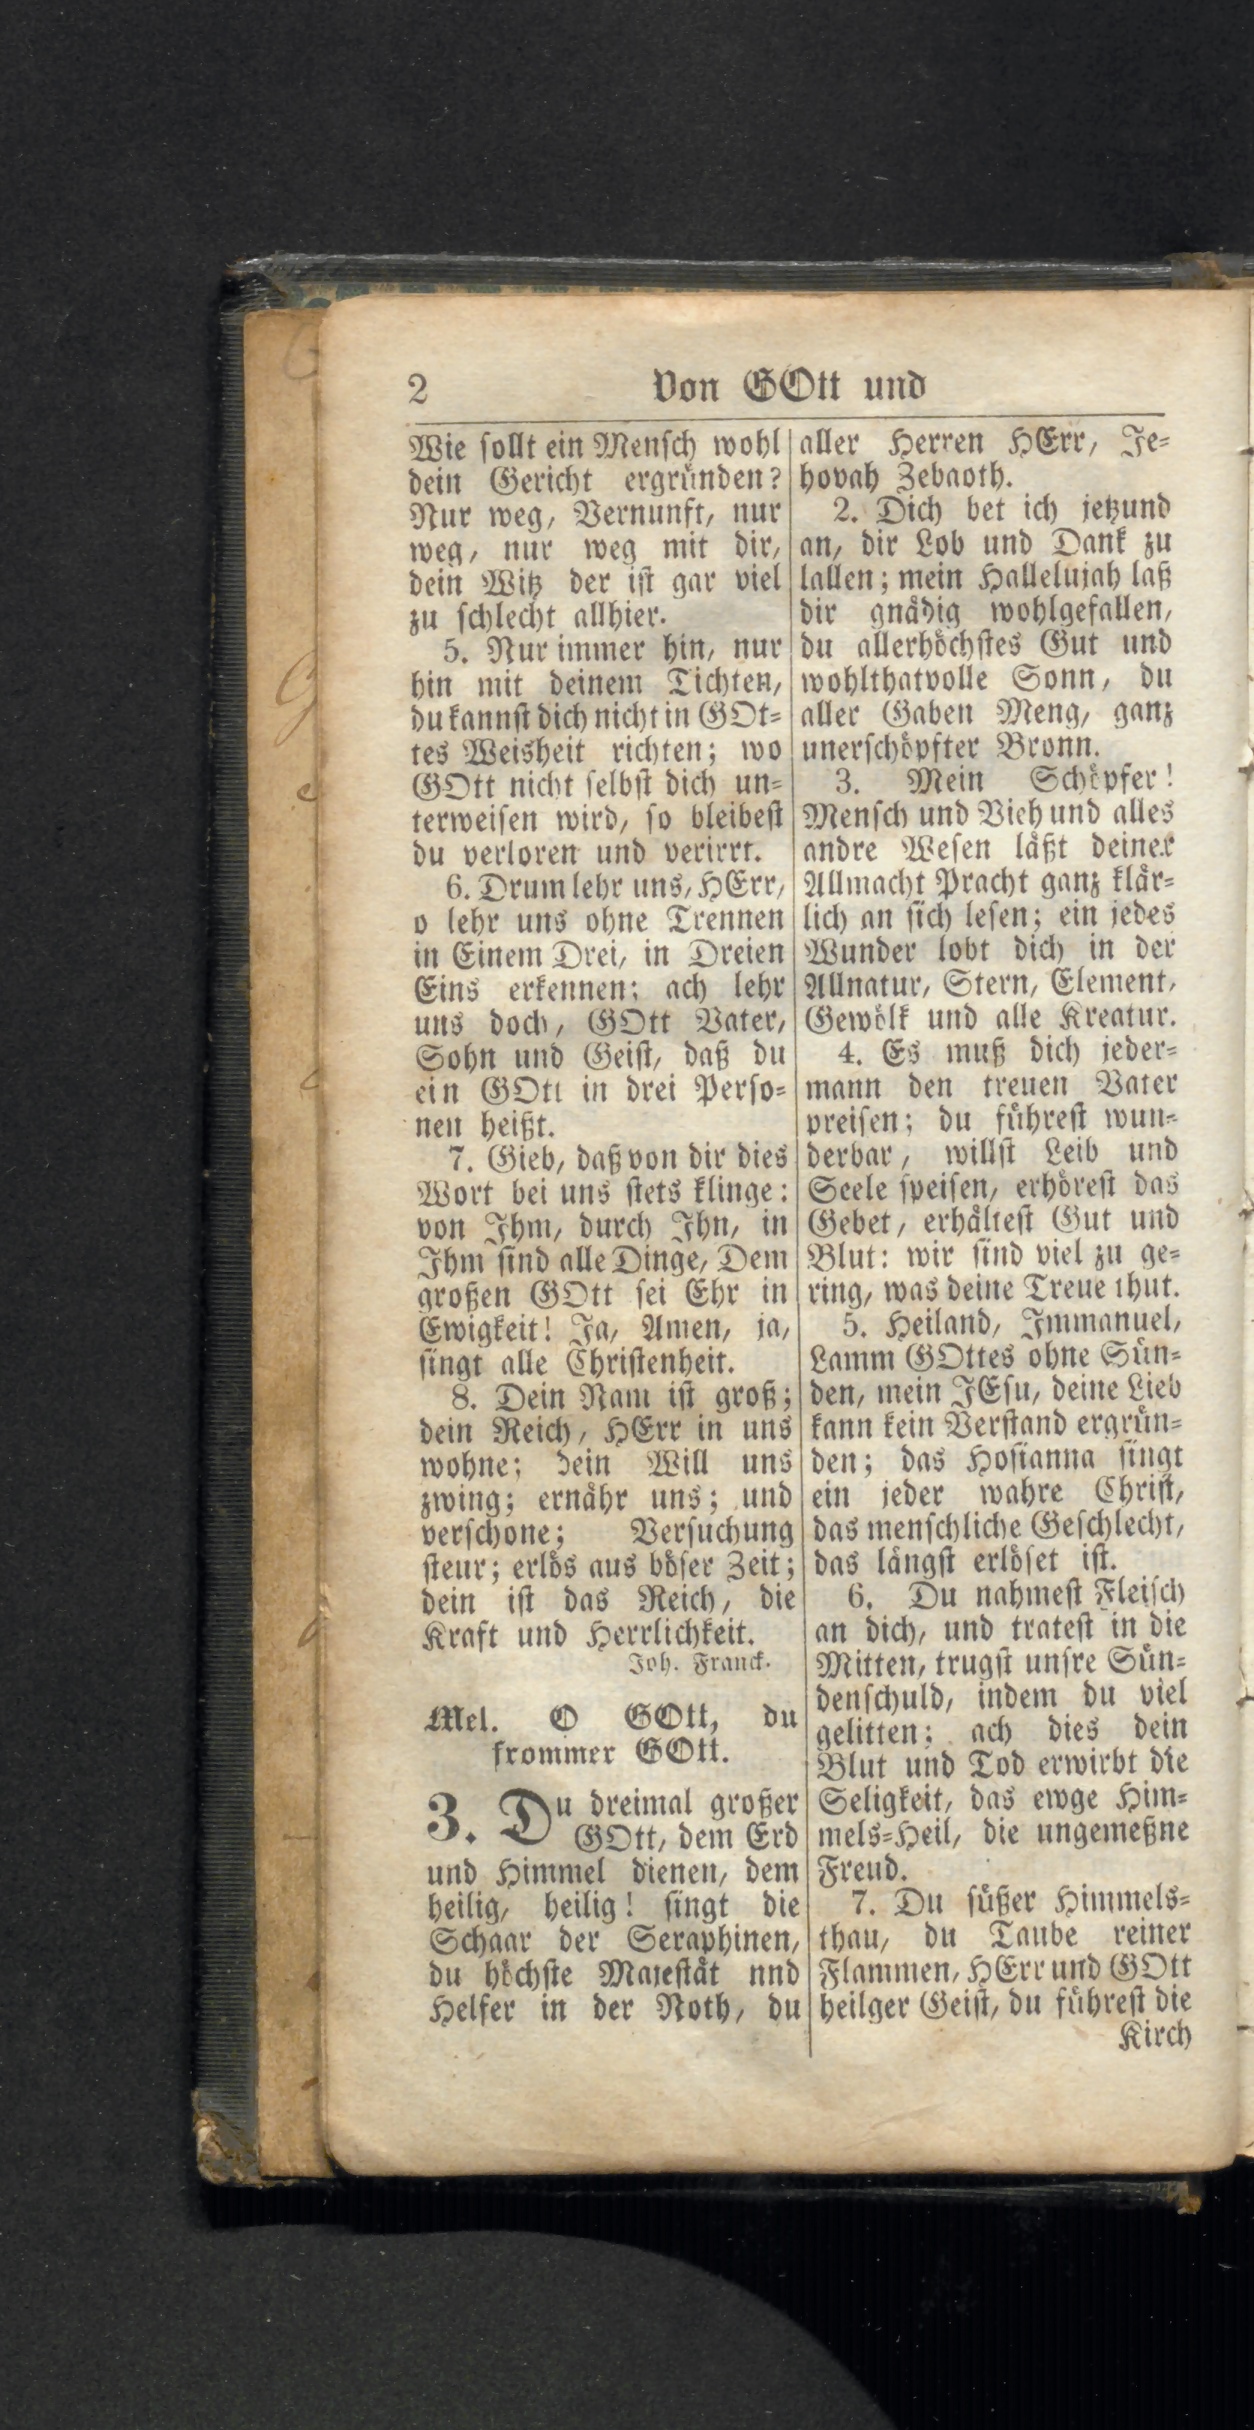 2 Von GOtt und
Wie sollt ein Mensch wohl
dein Gericht ergründen?
Nur weg, Vernunft, nur
weg, nur weg mit dir,
dein Witz der ist gar viel
zu schlecht allhier.
5. Nur immer hin, nur
hin mit deinem Tichten,
du kannst dich nicht in GOt-
tes Weisheit richten; wo
GOtt nicht selbst dich un-
terweisen wird, so bleibest
du verloren und verirrt.
6. Drum lehr uns, HErr,
o lehr uns ohne Trennen
in Einem Drei, in Dreien
Eins erkennen; ach lehr
uns doch, GOtt Vater,
Sohn und Geist, daß du
ein GOtt in drei Perso-
nen heißt.
7. Gieb, daß von dir dies
Wort bei uns stets klinge:
von Ihm, durch Ihn, in
Ihm sind alle Dinge, Dem
großen GOtt sei Ehr in
Ewigkeit! Ja, Amen, ja,
singt alle Christenheit.
8. Dein Nam ist groß;
dein Reich, HErr in uns
wohne; dein Will uns
zwing; ernähr uns; und
verschone; Versuchung
steur; erlös aus böser Zeit;
dein ist das Reich, die
Kraft und Herrlichkeit.
Joh. Franck.
Mel. O GOtt, du
frommer GOtt.
3. Du dreimal großer
GOtt, dem Erd
und Himmel dienen, dem
heilig, heilig! singt die
Schaar der Seraphinen,
du höchste Majestät nnd
Helfer in der Noth, du
aller Herren HErr, Je-
hovah Zebaoth.
2. Dich bet ich jetzund
an, dir Lob und Dank zu
lallen; mein Hallelujah laß
dir gnädig wohlgefallen,
du allerhöchstes Gut und
wohlthatvolle Sonn, du
aller Gaben Meng, ganz
unerschöpfter Bronn.
3. Mein Schöpfer!
Mensch und Vieh und alles
andre Wesen läßt deiner
Allmacht Pracht ganz klär-
lich an sich lesen; ein jedes
Wunder lobt dich in der
Allnatur, Stern, Element,
Gewölk und alle Kreatur.
4. Es muß dich jeder-
mann den treuen Vater
preisen; du führest wun-
derbar, willst Leib und
Seele speisen, erhörest das
Gebet, erhältest Gut und
Blut: wir sind viel zu ge-
ring, was deine Treue thut.
5. Heiland, Immanuel,
Lamm GOttes ohne Sün-
den, mein JEsu, deine Lieb
kann kein Verstand ergrün-
den; das Hosianna singt
ein jeder wahre Christ,
das menschliche Geschlecht,
das längst erlöset ist.
6. Du nahmest Fleisch
an dich, und tratest in die
Mitten, trugst unsre Sün-
denschuld, indem du viel
gelitten; ach dies dein
Blut und Tod erwirbt die
Seligkeit, das ewge Him-
mels-Heil, die ungemeßne
Freud.
7. Du süßer Himmels-
thau, du Taube reiner
Flammen, HErr und GOtt
heilger Geist, du führest die
Kirch